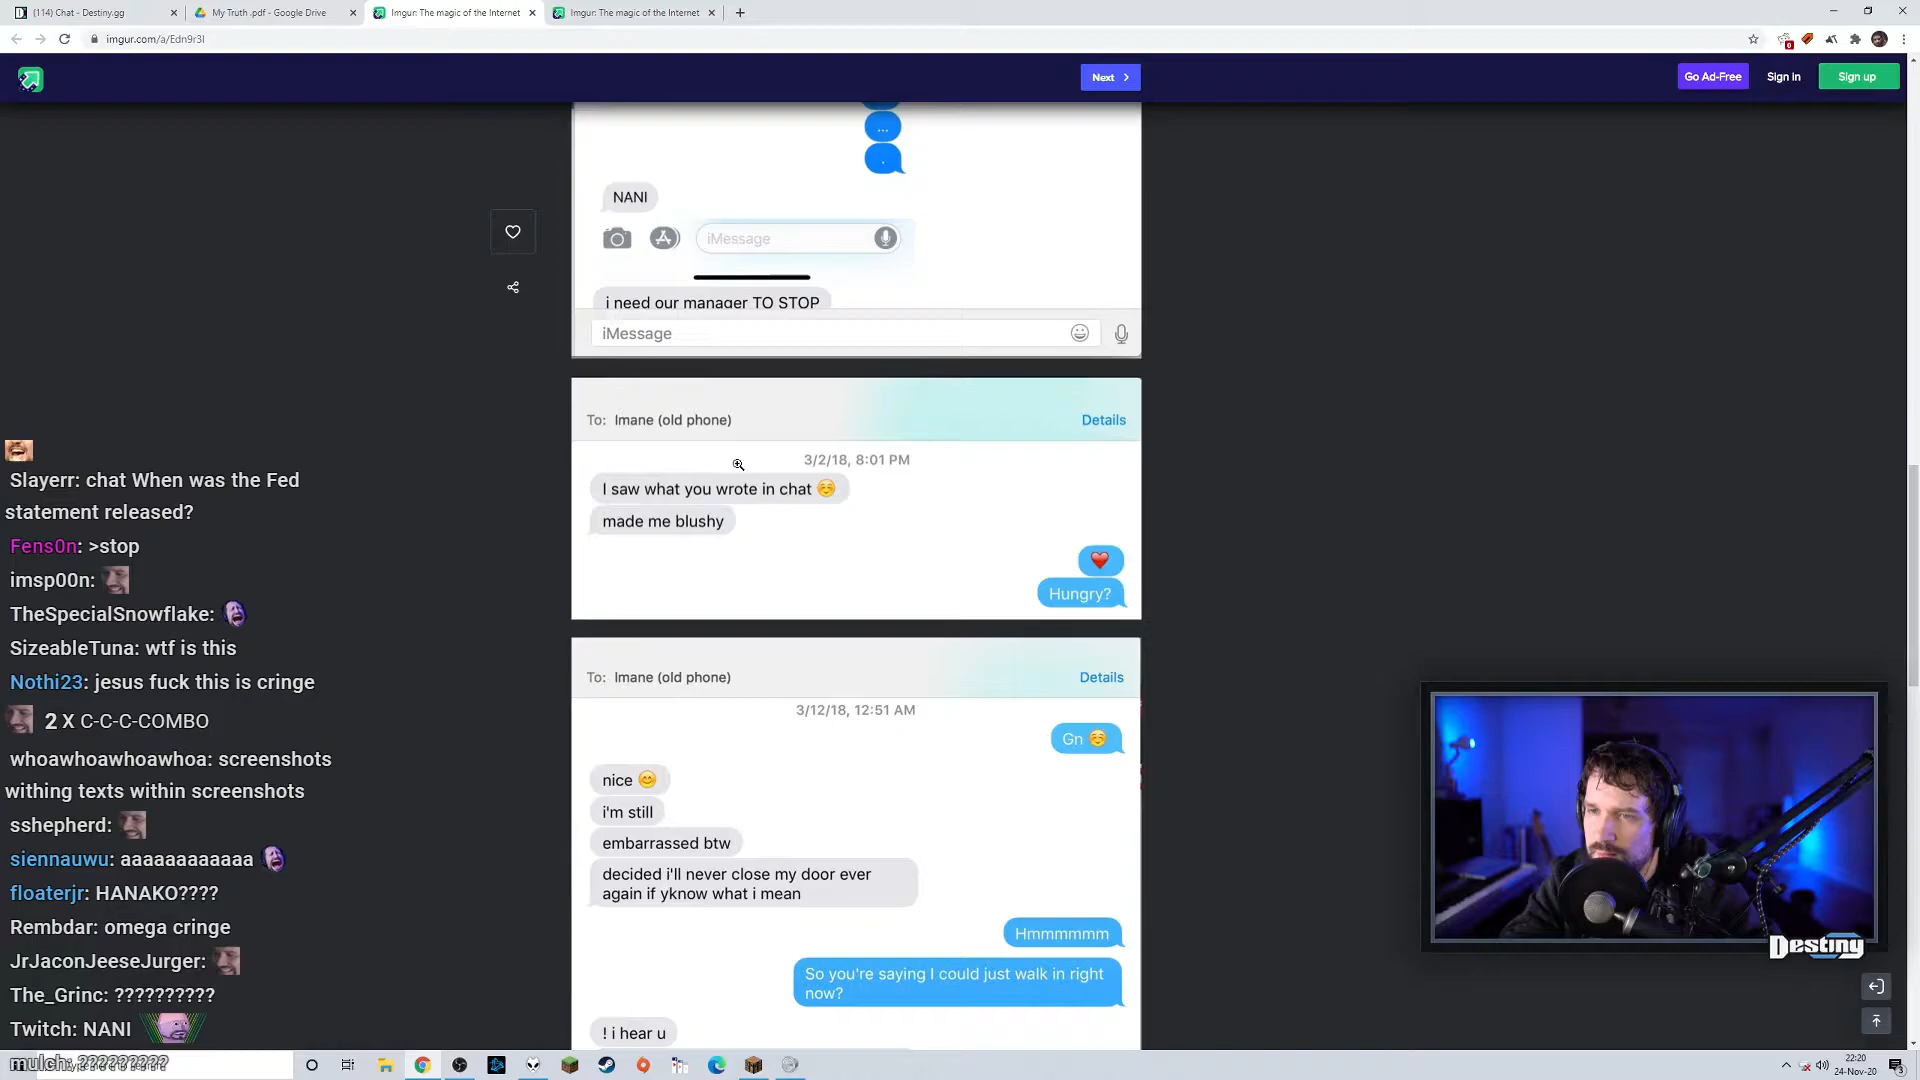 (114) Chat - Destiny.gg
My Truth .pdf - Google Drive
Imgur: The magic of the Internet
Imgur: The magic of the Internet
imgur.com/a/Edn9r3I
Next
Go Ad-Free
Sign in
Sign up
...
.
NANI
iMessage
i need our manager TO STOP
iMessage
To: Imane (old phone)
Details
3/2/18, 8:01 PM
I saw what you wrote in chat ☺️
made me blushy
❤️
Hungry?
To: Imane (old phone)
Details
3/12/18, 12:51 AM
Gn ☺️
nice 😊
i'm still
embarrassed btw
decided i'll never close my door ever
again if yknow what i mean
Hmmmmmm
So you're saying I could just walk in right
now?
! i hear u
Slayerr: chat When was the Fed
statement released?
Fens0n: >stop
imsp00n:
TheSpecialSnowflake:
SizeableTuna: wtf is this
Nothi23: jesus fuck this is cringe
2 X C-C-C-COMBO
whoawhoawhoawhoa: screenshots
withing texts within screenshots
sshepherd:
siennauwu: aaaaaaaaaaaa
floaterjr: HANAKO????
Rembdar: omega cringe
JrJaconJeeseJurger:
The_Grinc: ??????????
Twitch: NANI
mulch: ??????????
Destiny
22:20
24-Nov-20